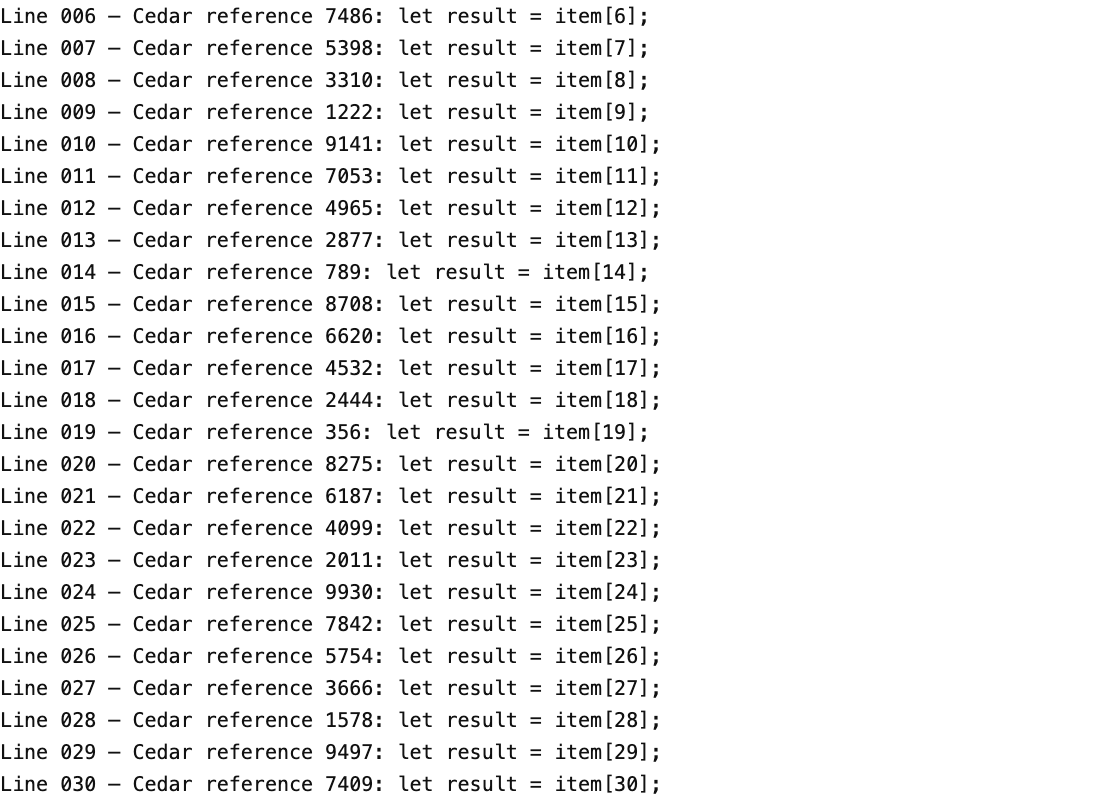 Line 006 – Cedar reference 7486: let result = item[6];
Line 007 – Cedar reference 5398: let result = item[7];
Line 008 – Cedar reference 3310: let result = item[8];
Line 009 – Cedar reference 1222: let result = item[9];
Line 010 – Cedar reference 9141: let result = item[10];
Line 011 – Cedar reference 7053: let result = item[11];
Line 012 – Cedar reference 4965: let result = item[12];
Line 013 – Cedar reference 2877: let result = item[13];
Line 014 – Cedar reference 789: let result = item[14];
Line 015 – Cedar reference 8708: let result = item[15];
Line 016 – Cedar reference 6620: let result = item[16];
Line 017 – Cedar reference 4532: let result = item[17];
Line 018 – Cedar reference 2444: let result = item[18];
Line 019 – Cedar reference 356: let result = item[19];
Line 020 – Cedar reference 8275: let result = item[20];
Line 021 – Cedar reference 6187: let result = item[21];
Line 022 – Cedar reference 4099: let result = item[22];
Line 023 – Cedar reference 2011: let result = item[23];
Line 024 – Cedar reference 9930: let result = item[24];
Line 025 – Cedar reference 7842: let result = item[25];
Line 026 – Cedar reference 5754: let result = item[26];
Line 027 – Cedar reference 3666: let result = item[27];
Line 028 – Cedar reference 1578: let result = item[28];
Line 029 – Cedar reference 9497: let result = item[29];
Line 030 – Cedar reference 7409: let result = item[30];